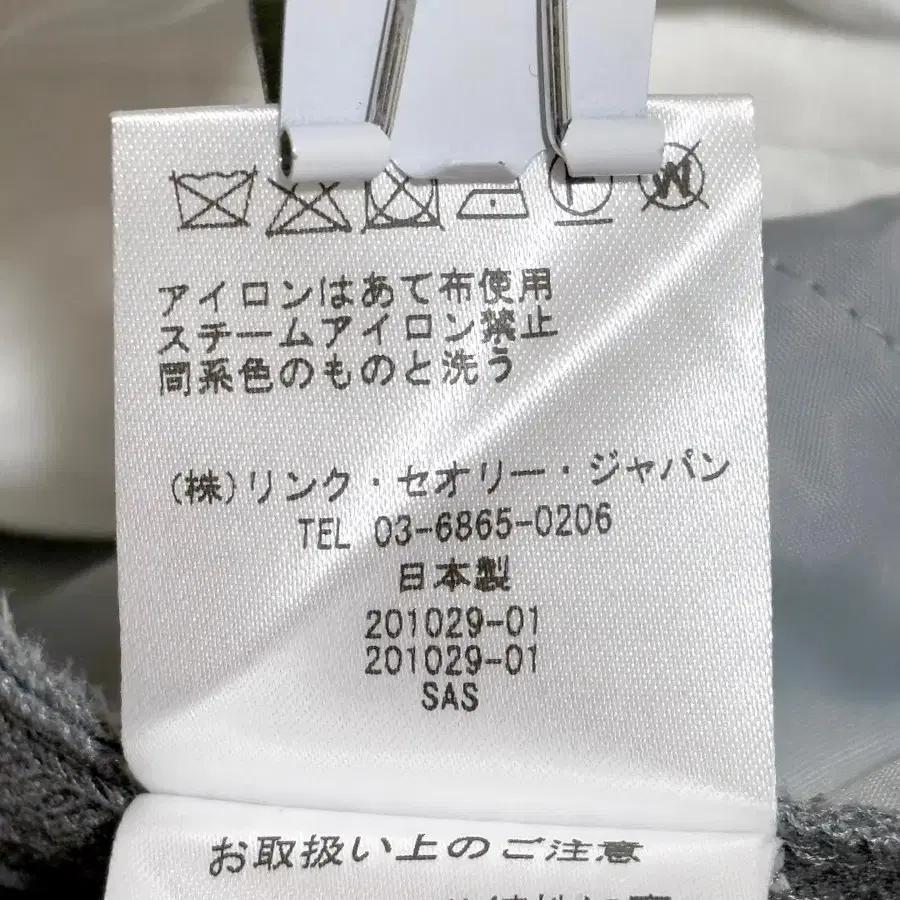 F W
アイロンはあて布使用
スチームアイロン禁止
同系色のものと洗う
(株)リンク・セオリー・ジャパン
TEL 03-6865-0206
日本製
201029-01
201029-01
SAS
お取扱い上のご注意